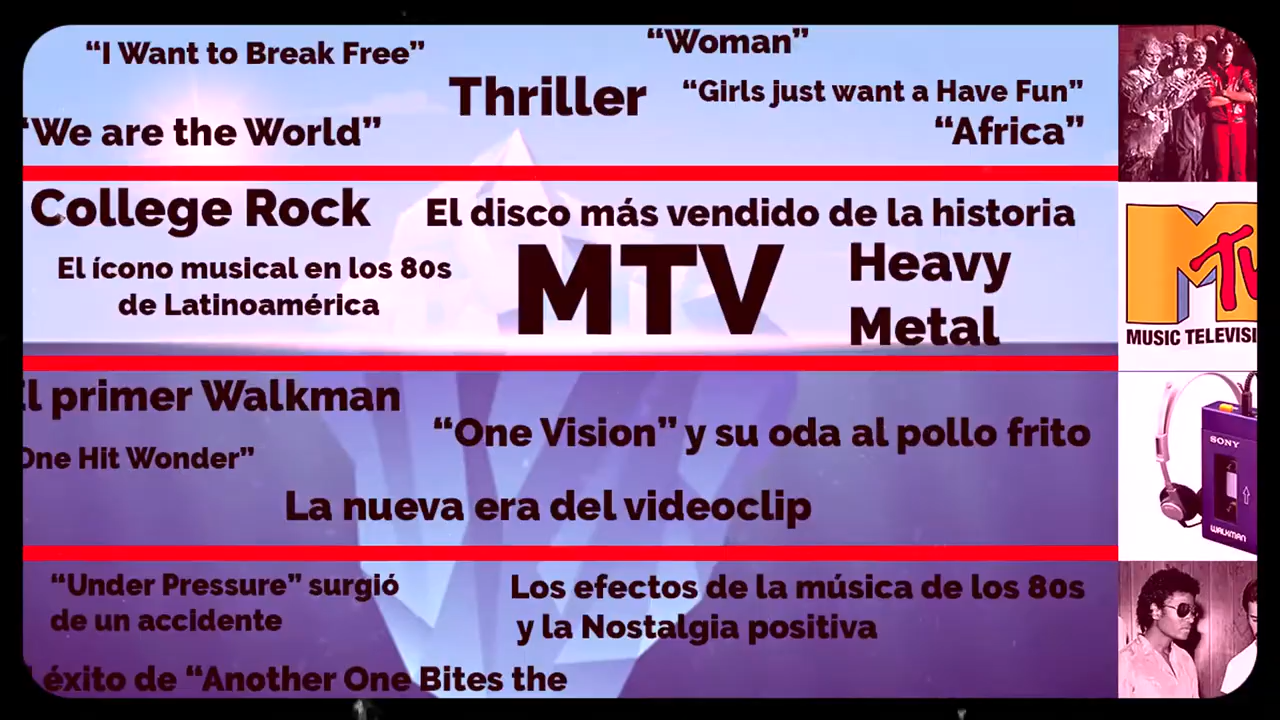 “I Want to Break Free”
“Woman”
Thriller
“Girls just want a Have Fun”
“We are the World”
“Africa”
College Rock
El disco más vendido de la historia
El ícono musical en los 80s
de Latinoamérica
MTV
Heavy
Metal
MUSIC TELEVISI
El primer Walkman
“One Vision” y su oda al pollo frito
One Hit Wonder”
La nueva era del videoclip
SONY
WALKMAN
“Under Pressure” surgió
de un accidente
Los efectos de la música de los 80s
y la Nostalgia positiva
éxito de “Another One Bites the